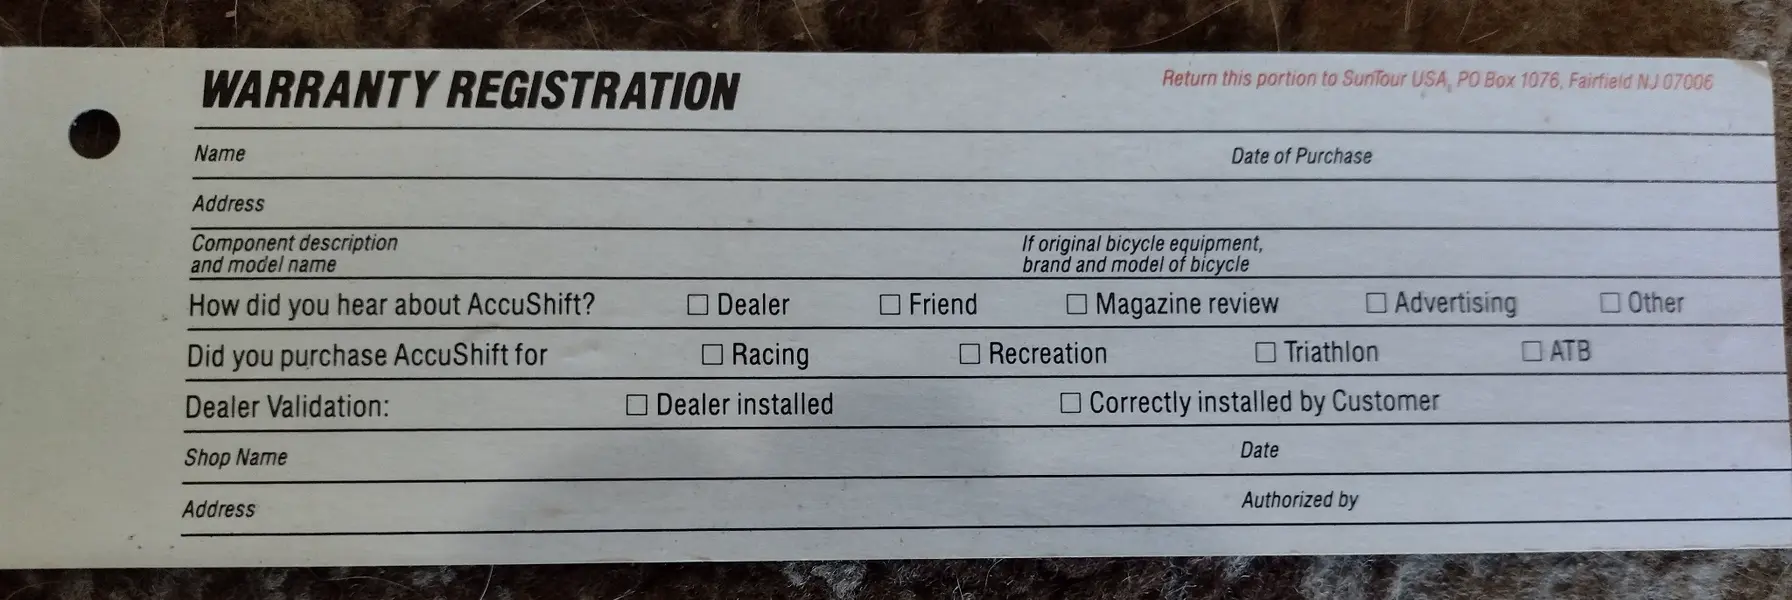 WARRANTY REGISTRATION
Return this portion to SunTour USA, PO Box 1076, Fairfield NJ 07006
Name Date of Purchase
Address
Component description If original bicycle equipment,
and model name brand and model of bicycle
How did you hear about AccuShift? ☐ Dealer ☐ Friend ☐ Magazine review ☐ Advertising ☐ Other
Did you purchase AccuShift for ☐ Racing ☐ Recreation ☐ Triathlon ☐ ATB
Dealer Validation: ☐ Dealer installed ☐ Correctly installed by Customer
Shop Name Date
Address Authorized by